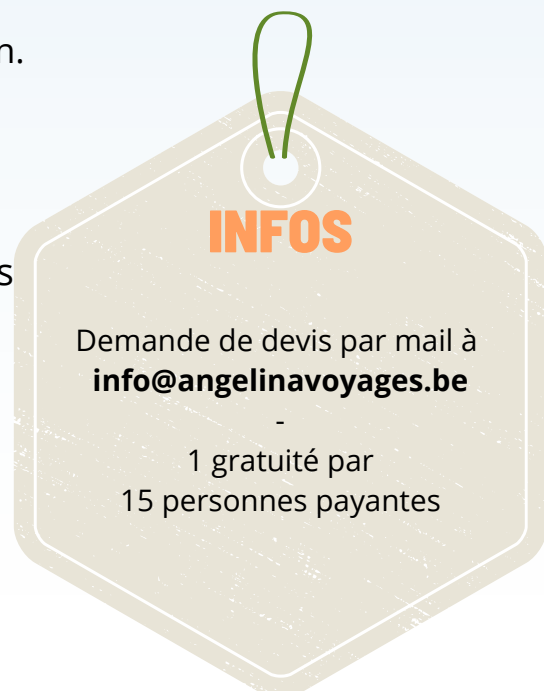 n.
INFOS
s
Demande de devis par mail à
info@angelinavoyages.be
-
1 gratuité par
15 personnes payantes